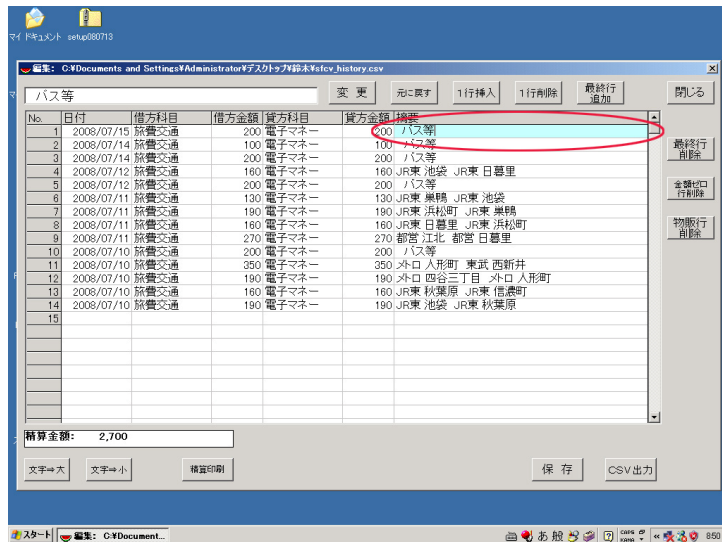 マイ ドキュメント setup080713
編集: C:¥Documents and Settings¥Administrator¥デスクトップ¥鈴木¥sfcv_history.csv
バス等 変 更 元に戻す 1行挿入 1行削除 最終行追加 閉じる
No. 日付 借方科目 借方金額 貸方科目 貸方金額 摘要
1 2008/07/15 旅費交通 200 電子マネー 200 バス等
2 2008/07/14 旅費交通 100 電子マネー 100 バス等
3 2008/07/14 旅費交通 200 電子マネー 200 バス等
4 2008/07/12 旅費交通 160 電子マネー 160 JR東 池袋 JR東 日暮里
5 2008/07/12 旅費交通 200 電子マネー 200 バス等
6 2008/07/11 旅費交通 130 電子マネー 130 JR東 巣鴨 JR東 池袋
7 2008/07/11 旅費交通 190 電子マネー 190 JR東 浜松町 JR東 巣鴨
8 2008/07/11 旅費交通 160 電子マネー 160 JR東 日暮里 JR東 浜松町
9 2008/07/11 旅費交通 270 電子マネー 270 都営 江北 都営 日暮里
10 2008/07/10 旅費交通 200 電子マネー 200 バス等
11 2008/07/10 旅費交通 350 電子マネー 350 メトロ 人形町 東武 西新井
12 2008/07/10 旅費交通 190 電子マネー 190 メトロ 四谷三丁目 メトロ 人形町
13 2008/07/10 旅費交通 160 電子マネー 160 JR東 秋葉原 JR東 信濃町
14 2008/07/10 旅費交通 190 電子マネー 190 JR東 池袋 JR東 秋葉原
15
最終行削除
金額ゼロ行削除
物販行削除
積算金額: 2,700
文字⇒大 文字⇒小 積算印刷 保 存 CSV出力
スタート 編集: C:¥Document... あ 般 CAPS KANA 8:50